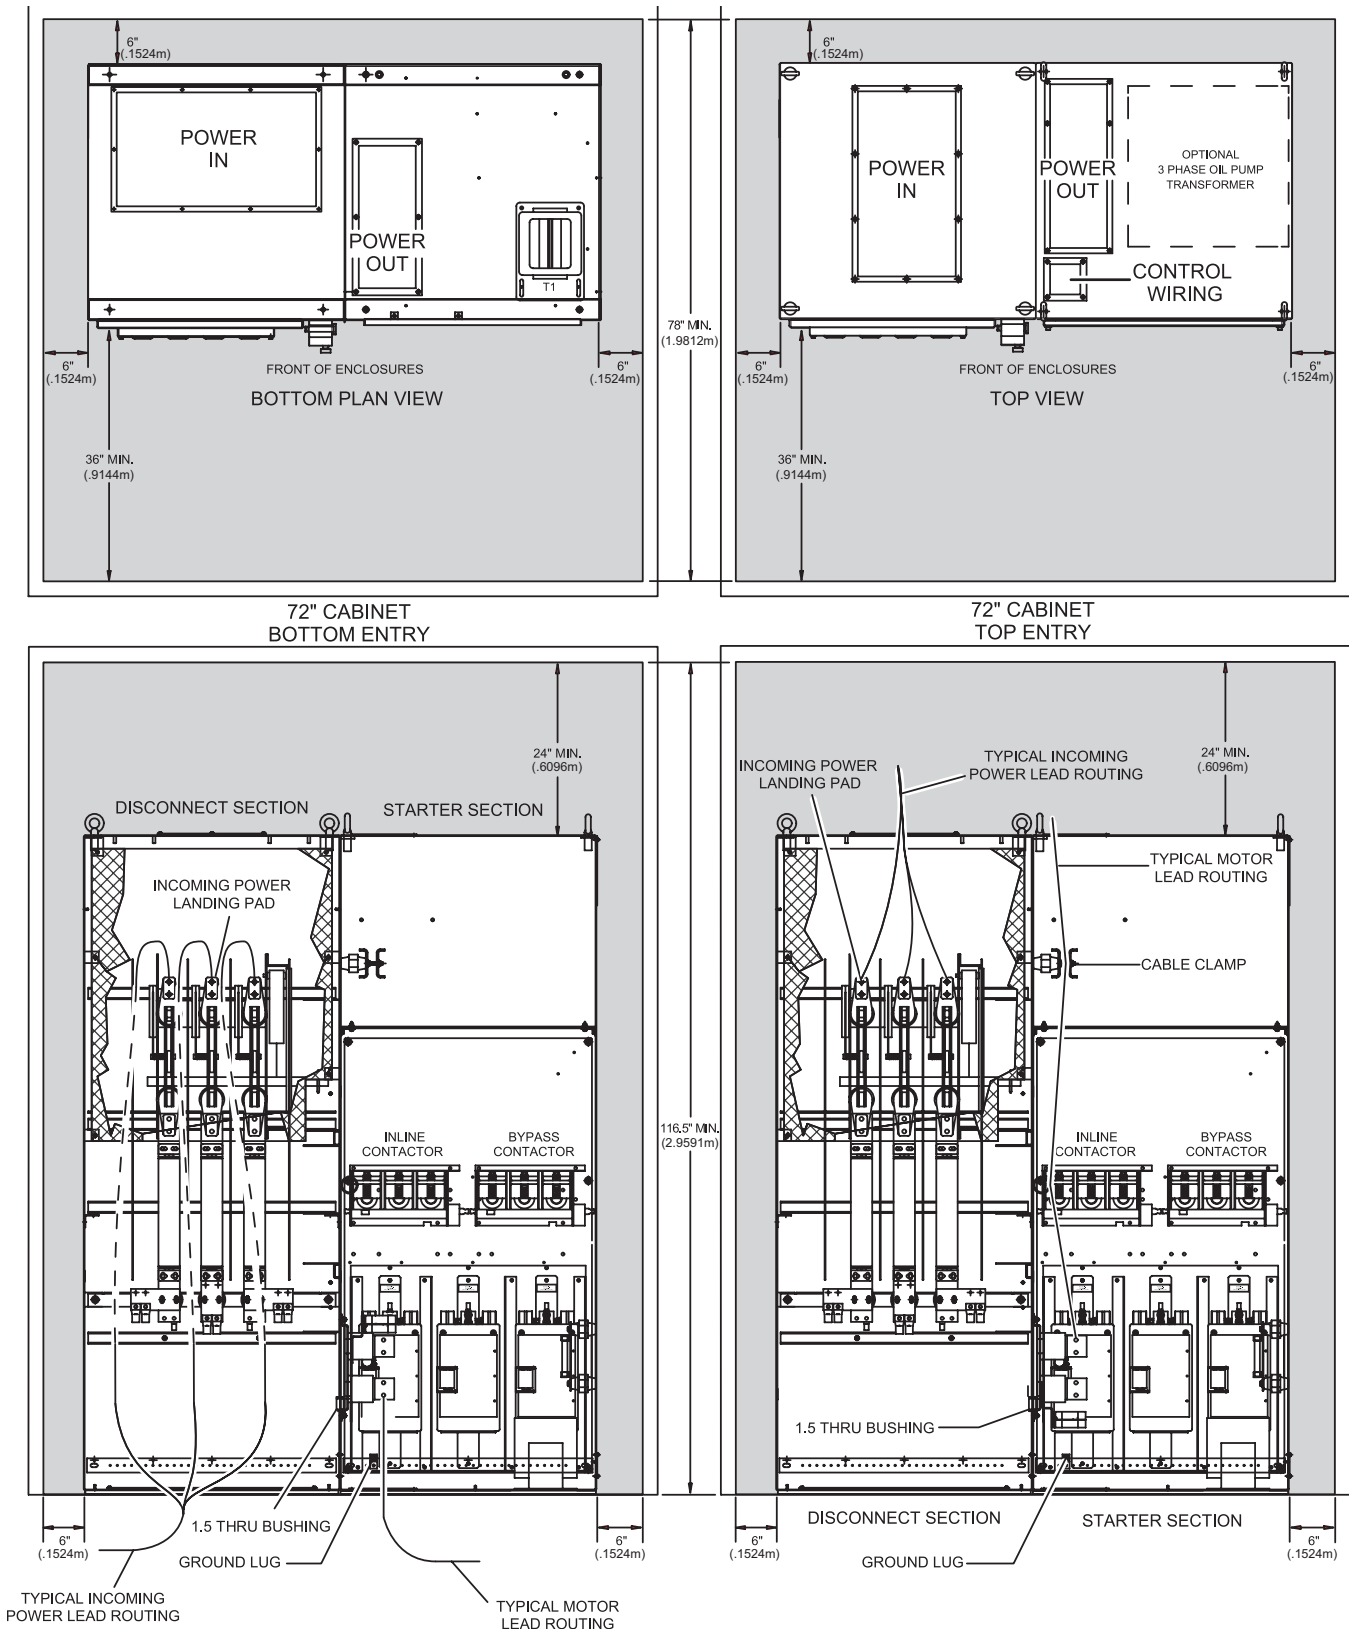 6"
(.1524m)
POWER
IN
POWER
OUT
T1
6"
(.1524m)
6"
(.1524m)
FRONT OF ENCLOSURES
BOTTOM PLAN VIEW
36" MIN.
(.9144m)
78" MIN.
(1.9812m)
6"
(.1524m)
POWER
IN
POWER
OUT
OPTIONAL
3 PHASE OIL PUMP
TRANSFORMER
CONTROL
WIRING
6"
(.1524m)
6"
(.1524m)
FRONT OF ENCLOSURES
TOP VIEW
36" MIN.
(.9144m)
72" CABINET
BOTTOM ENTRY
72" CABINET
TOP ENTRY
24" MIN.
(.6096m)
DISCONNECT SECTION
STARTER SECTION
INCOMING POWER
LANDING PAD
INLINE
CONTACTOR
BYPASS
CONTACTOR
116.5" MIN.
(2.9591m)
6"
(.1524m)
1.5 THRU BUSHING
GROUND LUG
6"
(.1524m)
TYPICAL INCOMING
POWER LEAD ROUTING
TYPICAL MOTOR
LEAD ROUTING
INCOMING POWER
LANDING PAD
TYPICAL INCOMING
POWER LEAD ROUTING
24" MIN.
(.6096m)
TYPICAL MOTOR
LEAD ROUTING
CABLE CLAMP
INLINE
CONTACTOR
BYPASS
CONTACTOR
1.5 THRU BUSHING
6"
(.1524m)
DISCONNECT SECTION
STARTER SECTION
GROUND LUG
6"
(.1524m)